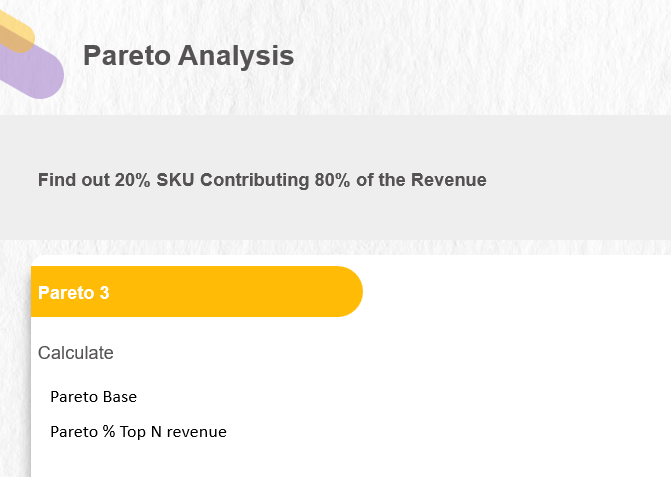 Pareto Analysis
Find out 20% SKU Contributing 80% of the Revenue
Pareto 3
Calculate
Pareto Base
Pareto % Top N revenue